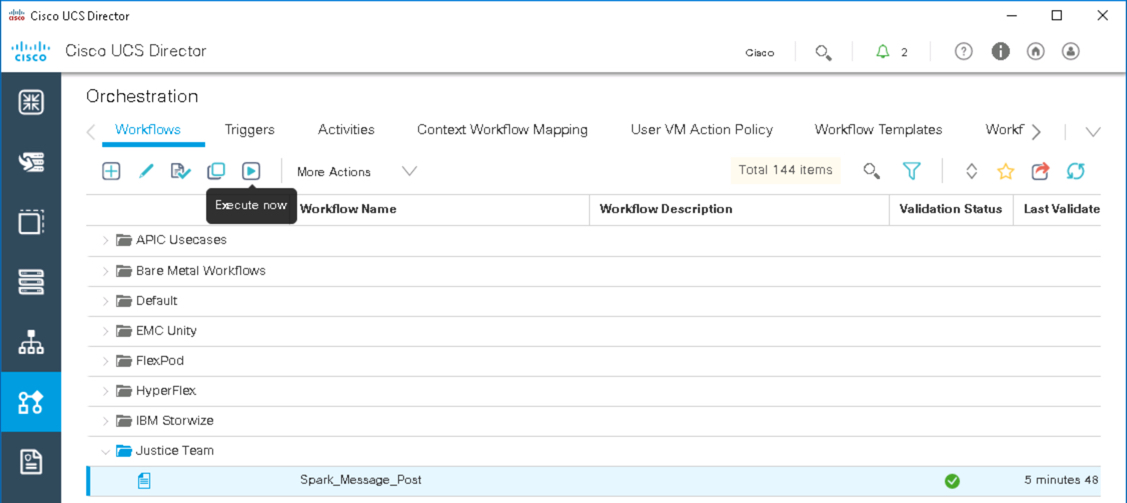 Cisco UCS Director
CISCO Cisco UCS Director Cisco 2
Orchestration
Workflows Triggers Activities Context Workflow Mapping User VM Action Policy Workflow Templates Workf
More Actions Total 144 items
Execute now Workflow Name Workflow Description Validation Status Last Validate
APIC Usecases
Bare Metal Workflows
Default
EMC Unity
FlexPod
HyperFlex
IBM Storwize
Justice Team
Spark_Message_Post 5 minutes 48